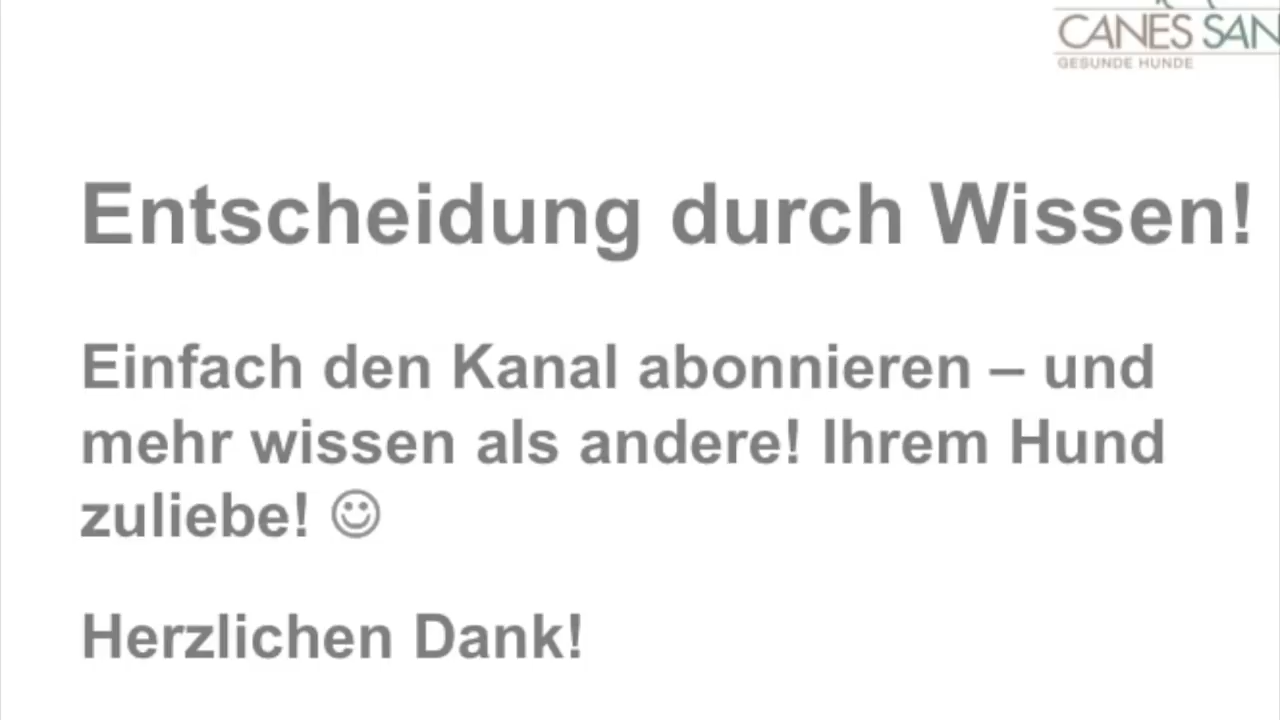 CANES SAN
GESUNDE HUNDE
Entscheidung durch Wissen!
Einfach den Kanal abonnieren – und
mehr wissen als andere! Ihrem Hund
zuliebe! ☺
Herzlichen Dank!